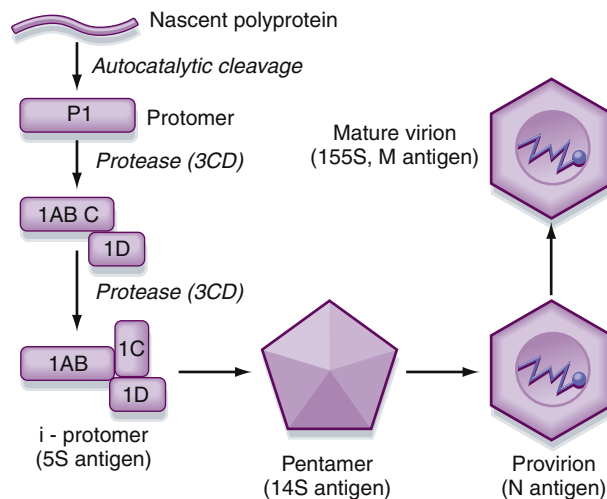 Nascent polyprotein
Autocatalytic cleavage
P1
Protomer
Protease (3CD)
1AB C
1D
Protease (3CD)
1AB
1C
1D
i - protomer
(5S antigen)
Pentamer
(14S antigen)
Provirion
(N antigen)
Mature virion
(155S, M antigen)